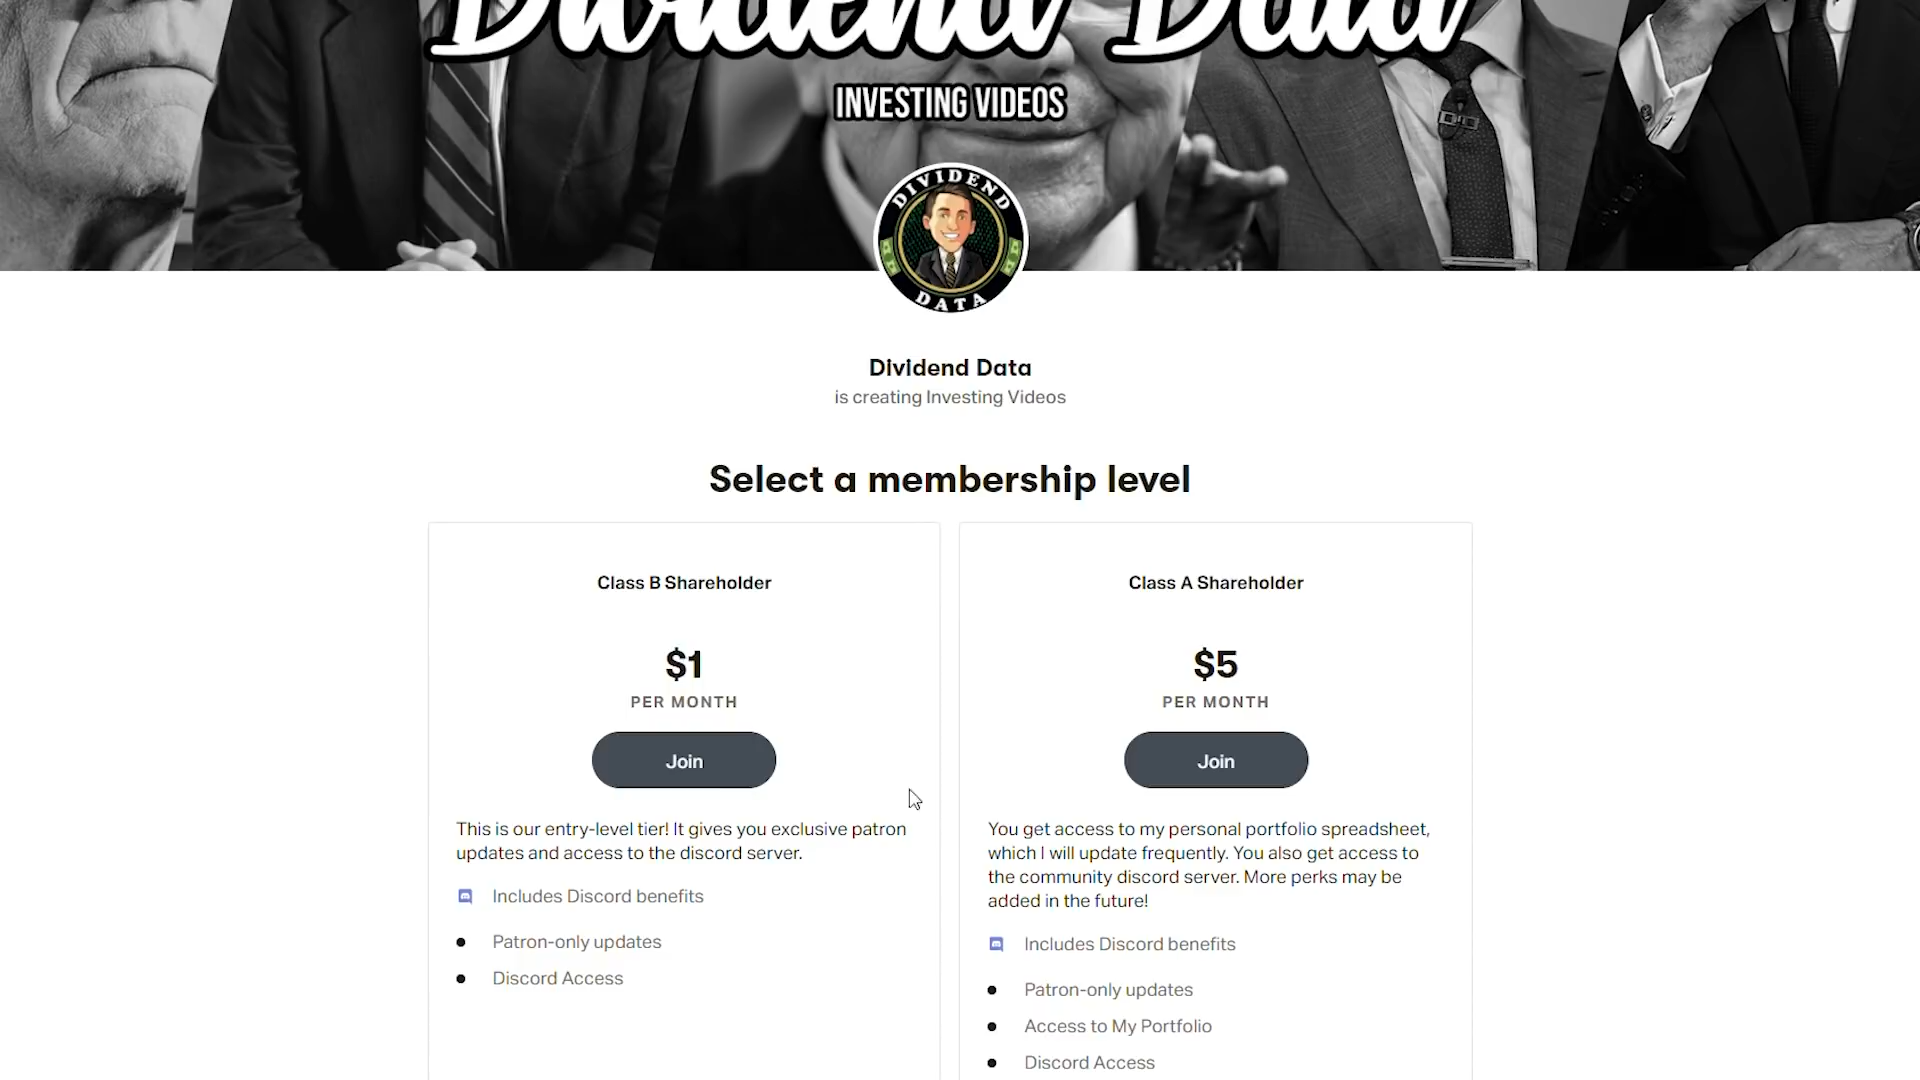 Dividend Data
INVESTING VIDEOS
DIVIDEND
DATA
Dividend Data
is creating Investing Videos
Select a membership level
Class B Shareholder
$1
PER MONTH
Join
This is our entry-level tier! It gives you exclusive patron
updates and access to the discord server.
Includes Discord benefits
Patron-only updates
Discord Access
Class A Shareholder
$5
PER MONTH
Join
You get access to my personal portfolio spreadsheet,
which I will update frequently. You also get access to
the community discord server. More perks may be
added in the future!
Includes Discord benefits
Patron-only updates
Access to My Portfolio
Discord Access